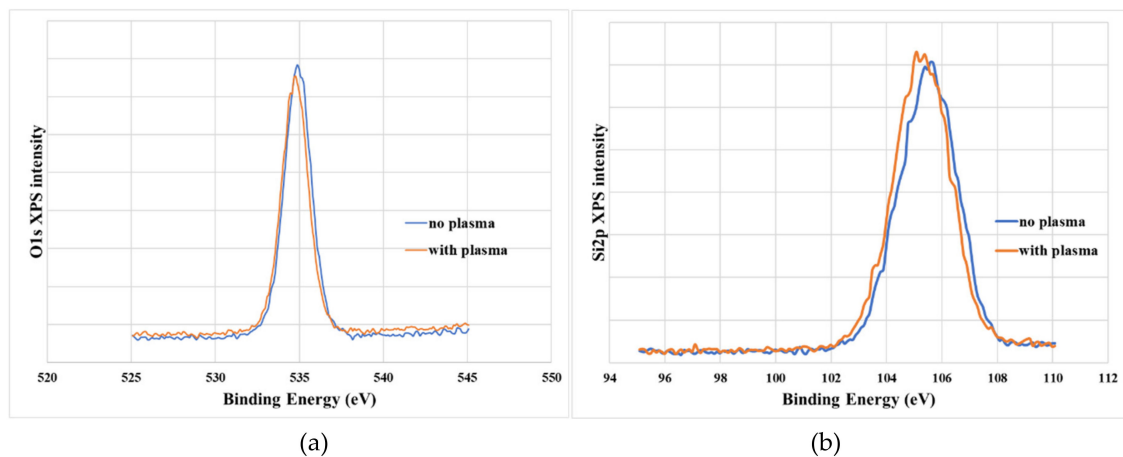 O1s XPS intensity
no plasma
with plasma
520 525 530 535 540 545 550
Binding Energy (eV)
(a)
Si2p XPS intensity
no plasma
with plasma
94 96 98 100 102 104 106 108 110 112
Binding Energy (eV)
(b)